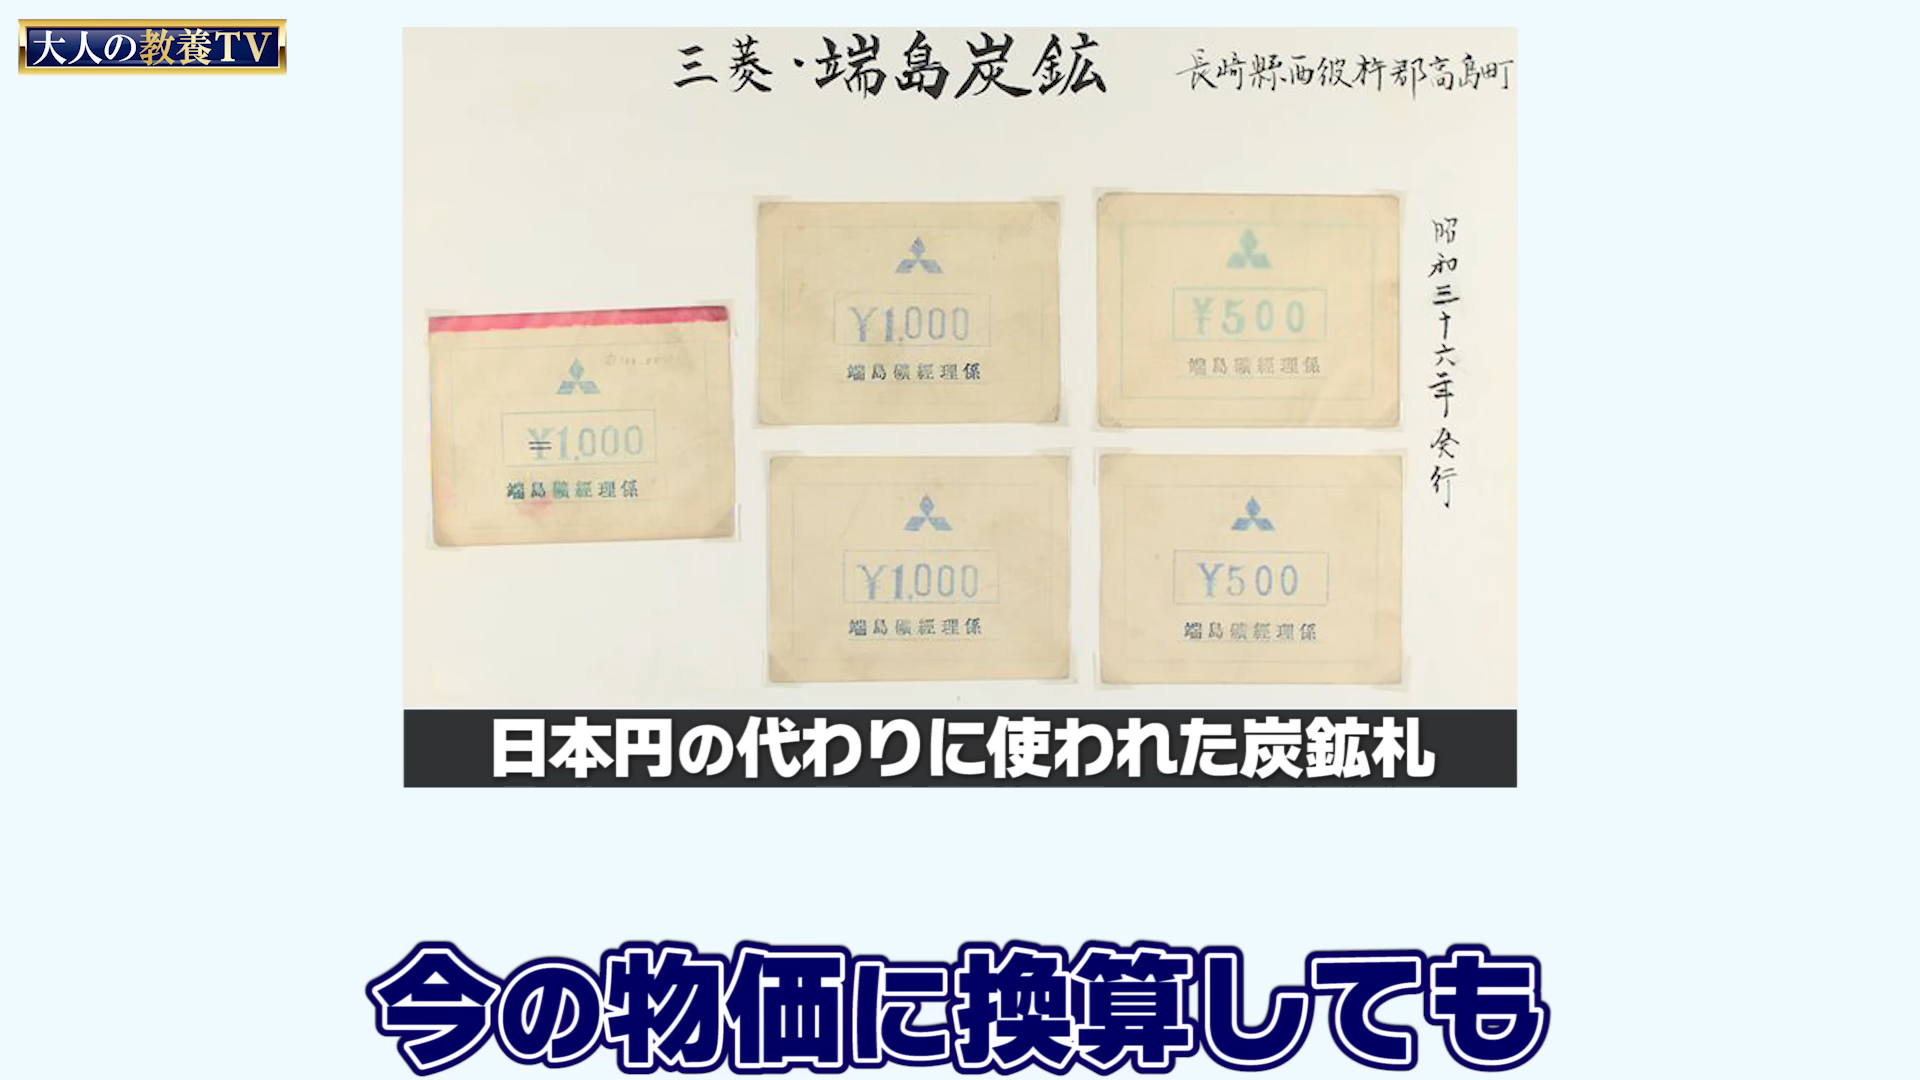 大人の教養TV
三菱・端島炭鉱
長崎縣西彼杵郡高島町
昭和三十六年発行
¥1,000
端島礦經理係
¥1,000
端島礦經理係
¥500
端島礦經理係
¥1,000
端島礦經理係
¥500
端島礦經理係
日本円の代わりに使われた炭鉱札
今の物価に換算しても